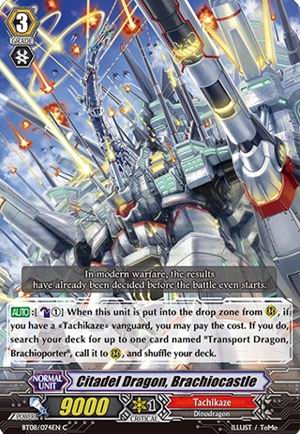 3
GRADE
In modern warfare, the results
have already been decided before the battle even starts.
AUTO : [ 1 ] When this unit is put into the drop zone from R , if
you have a «Tachikaze» vanguard, you may pay the cost. If you do,
search your deck for up to one card named "Transport Dragon,
Brachioporter", call it to R , and shuffle your deck.
NORMAL
UNIT
Citadel Dragon, Brachiocastle
POWER
9000
1
CRITICAL
Tachikaze
Dinodragon
BT08/074EN C
ILLUST / ToMo